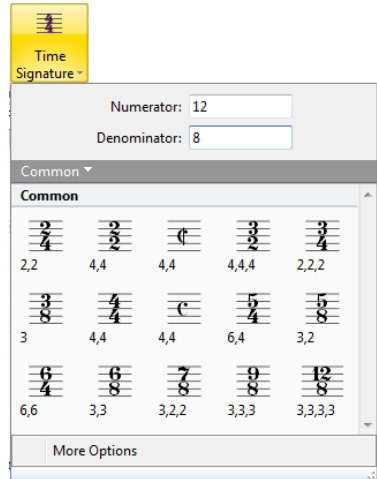 4
4
Time
Signature
Numerator: 12
Denominator: 8
Common
Common
2 2 ¢ 3 3
4 2 2 4
2,2 4,4 4,4 4,4,4 2,2,2
3 4 c 5 5
8 4 4 8
3 4,4 4,4 6,4 3,2
6 6 7 9 12
4 8 8 8 8
6,6 3,3 3,2,2 3,3,3 3,3,3,3
More Options